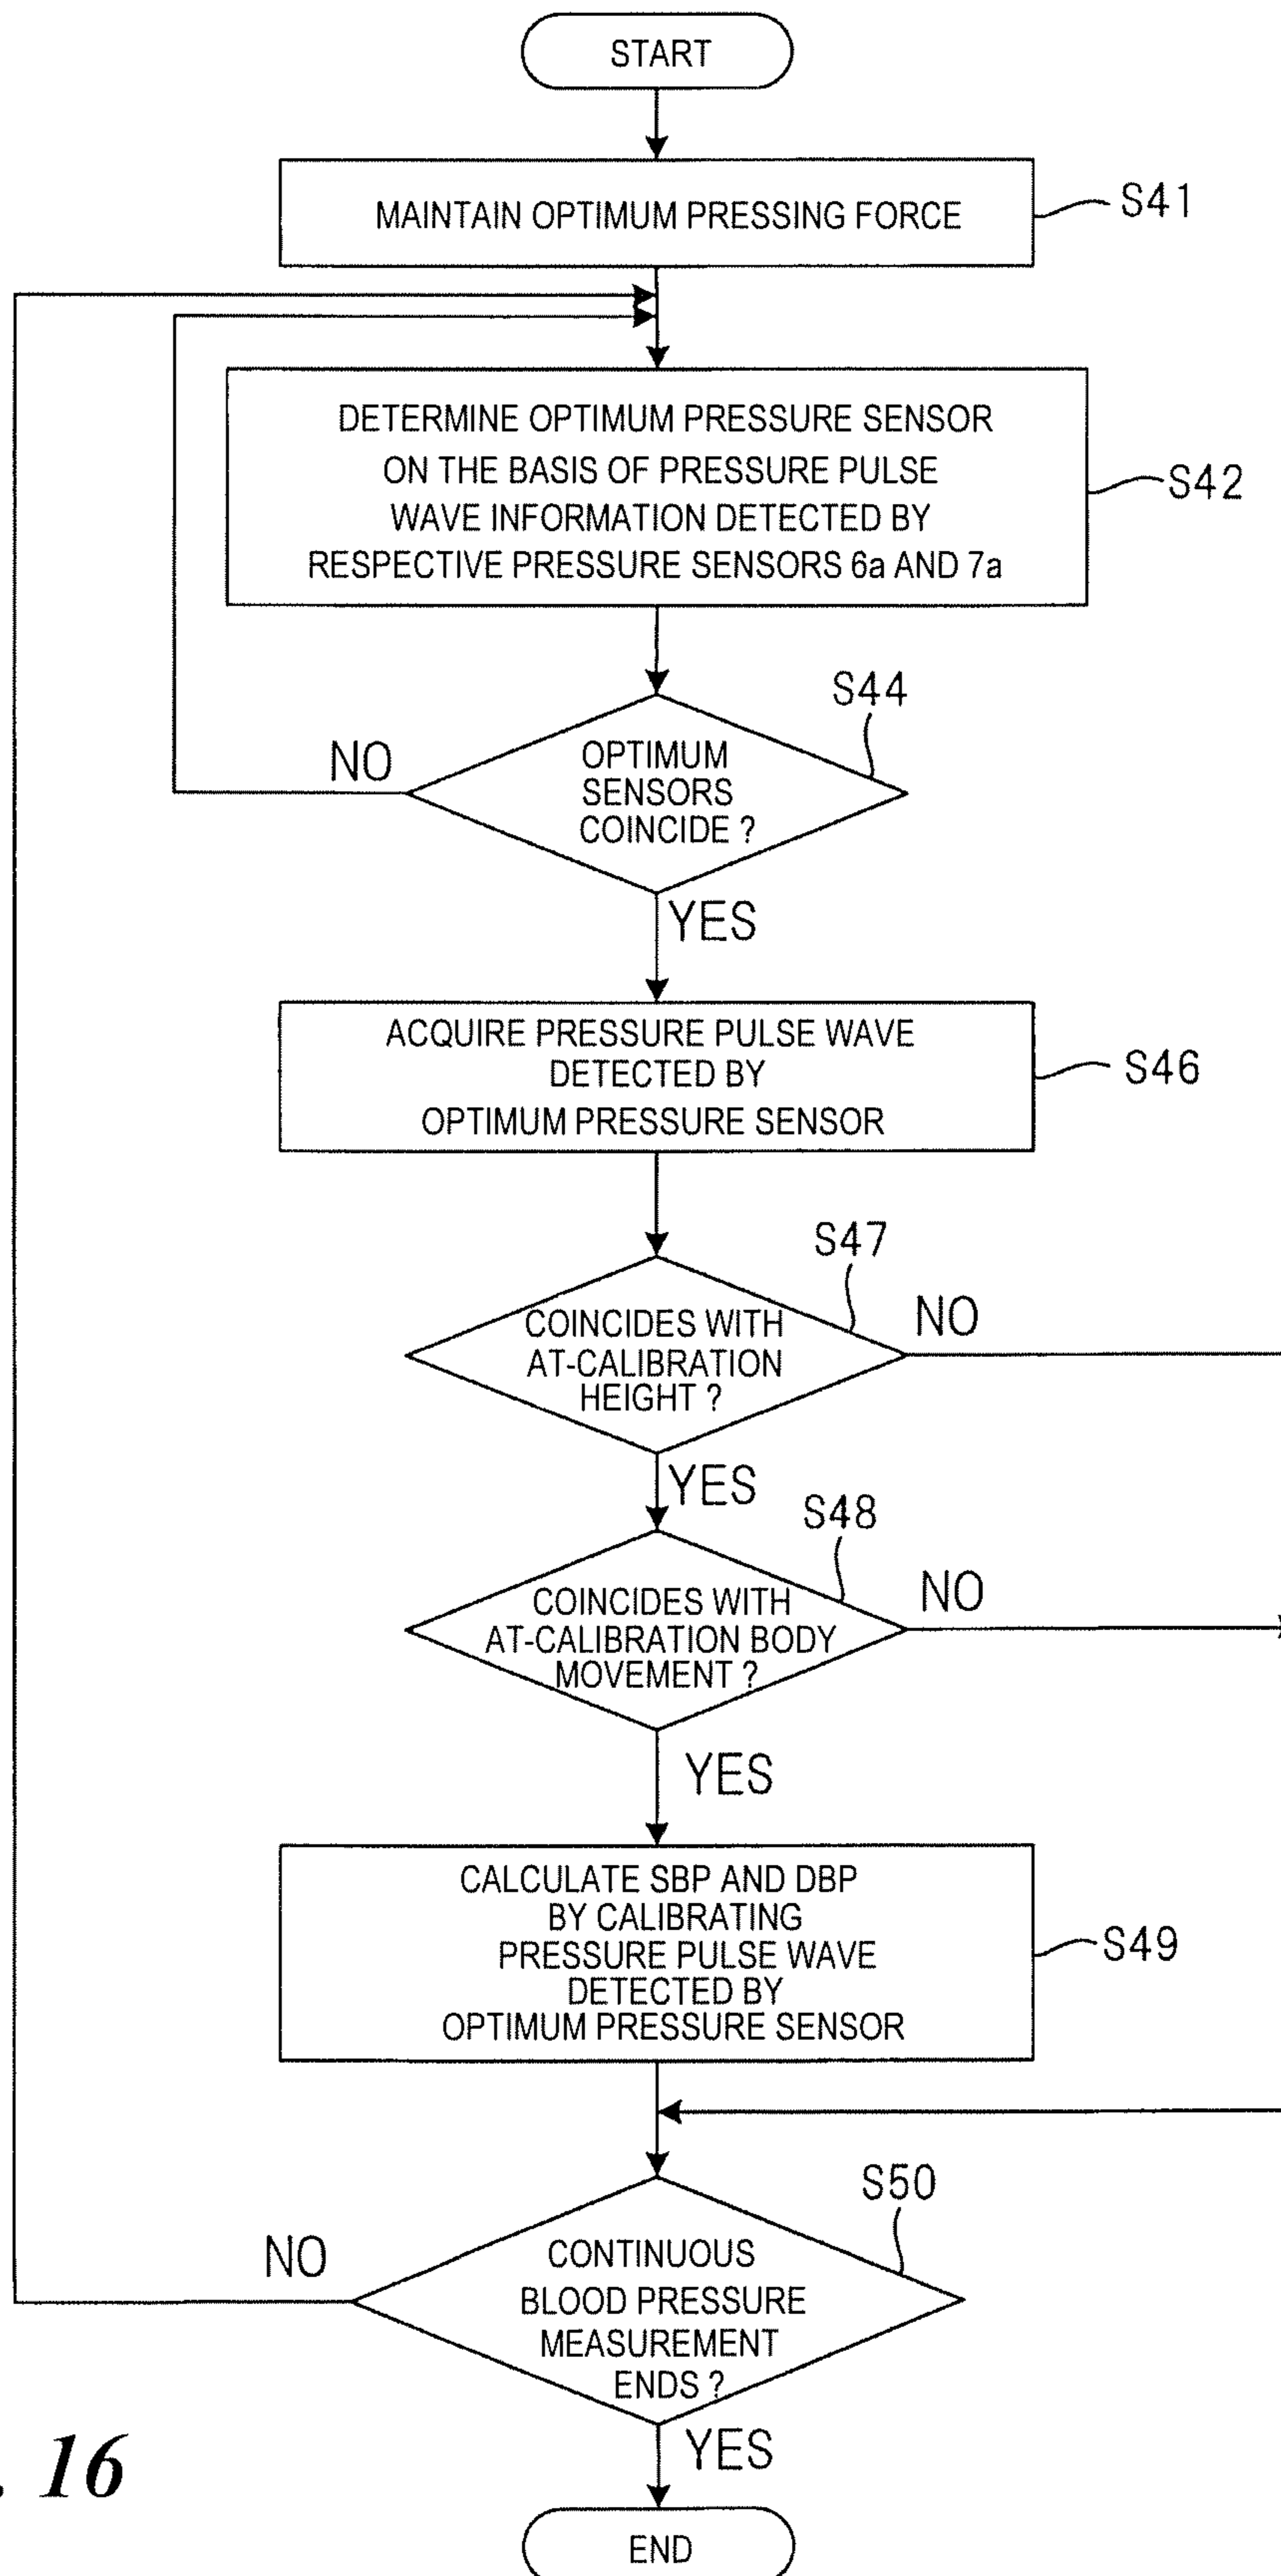 START
MAINTAIN OPTIMUM PRESSING FORCE
S41
DETERMINE OPTIMUM PRESSURE SENSOR
ON THE BASIS OF PRESSURE PULSE
WAVE INFORMATION DETECTED BY
RESPECTIVE PRESSURE SENSORS 6a AND 7a
S42
S44
NO
OPTIMUM
SENSORS
COINCIDE ?
YES
ACQUIRE PRESSURE PULSE WAVE
DETECTED BY
OPTIMUM PRESSURE SENSOR
S46
S47
COINCIDES WITH
AT-CALIBRATION
HEIGHT ?
NO
YES
S48
COINCIDES WITH
AT-CALIBRATION BODY
MOVEMENT ?
NO
YES
CALCULATE SBP AND DBP
BY CALIBRATING
PRESSURE PULSE WAVE
DETECTED BY
OPTIMUM PRESSURE SENSOR
S49
S50
NO
CONTINUOUS
BLOOD PRESSURE
MEASUREMENT
ENDS ?
YES
. 16
END